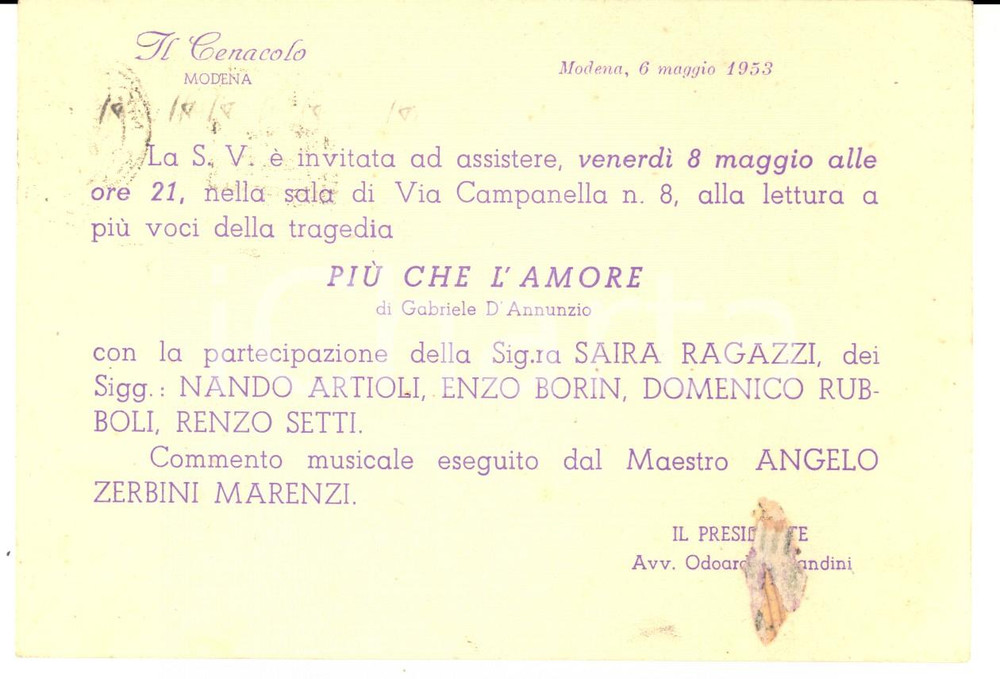 Il Cenacolo
MODENA
Modena, 6 maggio 1953
La S. V. è invitata ad assistere, venerdì 8 maggio alle
ore 21, nella sala di Via Campanella n. 8, alla lettura a
più voci della tragedia
PIÙ CHE L'AMORE
di Gabriele D'Annunzio
con la partecipazione della Sig.ra SAIRA RAGAZZI, dei
Sigg.: NANDO ARTIOLI, ENZO BORIN, DOMENICO RUB-
BOLI, RENZO SETTI.
Commento musicale eseguito dal Maestro ANGELO
ZERBINI MARENZI.
IL
Avv.